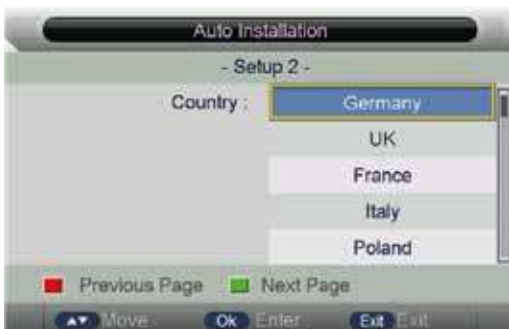 Auto Installation
- Setup 2 -
Country : Germany
UK
France
Italy
Poland
Previous Page Next Page
Move Ok Enter Exit Exit